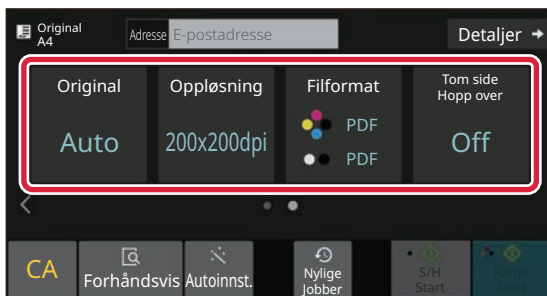 Original
A4
Adresse E-postadresse
Detaljer
Original
Auto
Oppløsning
200x200dpi
Filformat
PDF
PDF
Tom side
Hopp over
Off
CA
Forhåndsvis
Autoinnst.
Nylige
Jobber
S/H
Start
Farge
Start